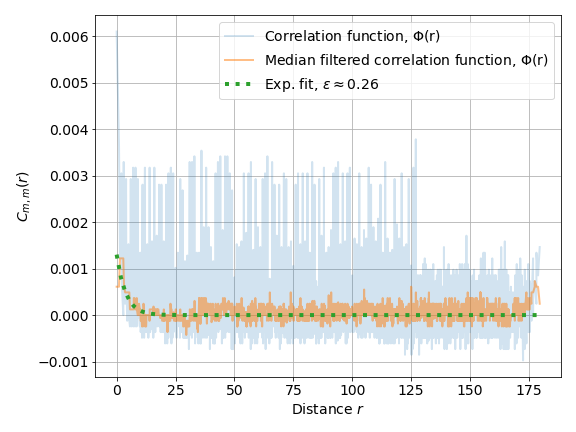 Correlation function, Φ(r)
Median filtered correlation function, Φ(r)
Exp. fit, ε ≈ 0.26
0.006
0.005
0.004
0.003
0.002
0.001
0.000
−0.001
C_{m,m}(r)
0 25 50 75 100 125 150 175
Distance r